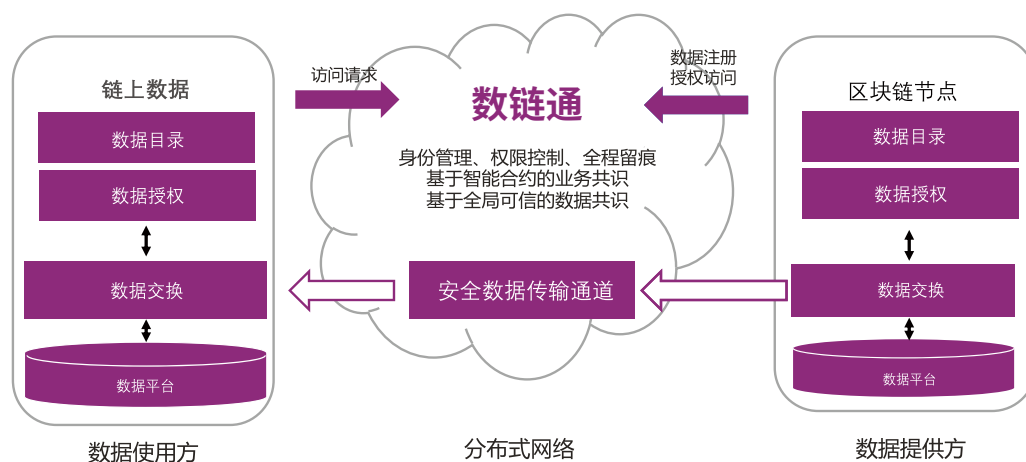 链上数据
数据目录
数据授权
数据交换
数据平台
数据使用方
访问请求
数链通
身份管理、权限控制、全程留痕
基于智能合约的业务共识
基于全局可信的数据共识
安全数据传输通道
分布式网络
数据注册
授权访问
区块链节点
数据目录
数据授权
数据交换
数据平台
数据提供方